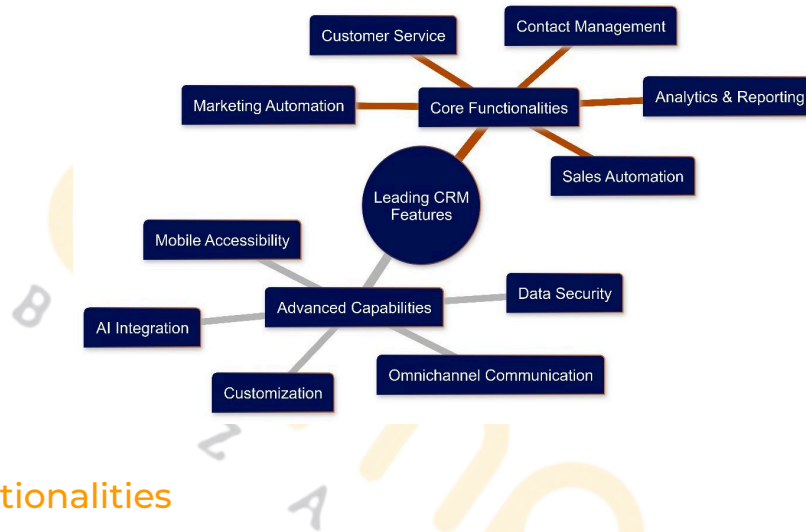 Customer Service
Contact Management
Marketing Automation
Core Functionalities
Analytics & Reporting
Sales Automation
Leading CRM
Features
Mobile Accessibility
Advanced Capabilities
Data Security
AI Integration
Customization
Omnichannel Communication
B
Z
A
tionalities